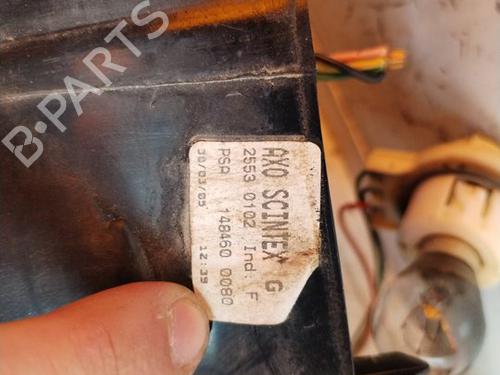 AXO SCINTEX G
2553 0102 Ind: F
PSA 148460 0080
30/03/05 12:39
B-PARTS